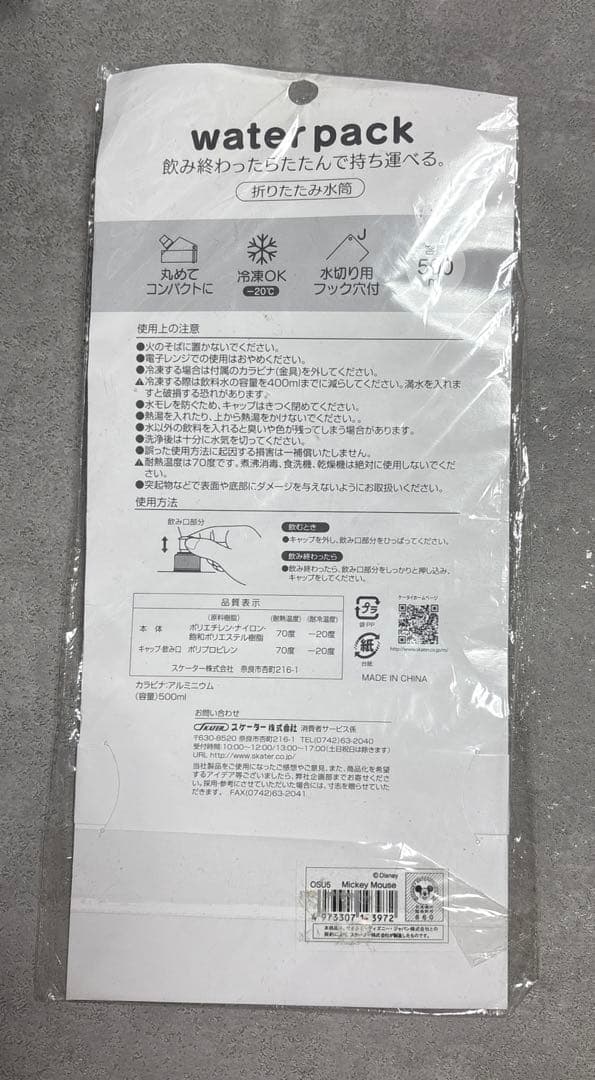 water pack
飲み終わったらたたんで持ち運べる。
折りたたみ水筒
丸めて
コンパクトに
冷凍OK
-20℃
水切り用
フック穴付
使用上の注意
●火のそばに置かないでください。
●電子レンジでの使用はおやめください。
●冷凍する場合は付属のカラビナ(金具)を外してください。
▲冷凍する際は飲料水の容量を400mlまでに減らしてください。満水を入れま
すと破損する恐れがあります。
●水モレを防ぐため、キャップはきつく閉めてください。
●熱湯を入れたり、上から熱湯をかけないでください。。
●水以外の飲料を入れると臭いや色が残ってしまう場合があります。
●洗浄後は十分に水気を切ってください。
●誤った使用方法に起因する損害は一補償いたしません。
▲耐熱温度は70度です。煮沸消毒、食洗機、乾燥機は絶対に使用しないでくだ
さい。
●突起物などで表面や底部にダメージを与えないようにお取扱いください。
使用方法
飲み口部分
飲むとき
●キャップを外し、飲み口部分をひっぱってください。
飲み終わったら
●飲み終わったら、飲み口部分をしっかりと押し込み、
キャップをしてください。
品質表示
(原料樹脂) (耐熱温度) (耐冷温度)
本体 ポリエチレン・ナイロン・ 70度 -20度
飽和ポリエステル樹脂
キャップ・飲み口 ポリプロピレン 70度 -20度
スケーター株式会社 奈良市杏町216-1
カラビナ:アルミニウム
(容量)500ml
プラ
袋:PP
紙
台紙
ケータイホームページ
http://www.skater.co.jp/m/
MADE IN CHINA
お問い合わせ
SKATER スケーター株式会社 消費者サービス係
〒630-8520 奈良市杏町216-1 TEL(0742)63-2040
受付時間:10:00~12:00/13:00~17:00(土日祝日は除きます)
URL http://www.skater.co.jp/
当社製品をご使用になったご感想やご意見、また、商品化を希望
するアイデア等ございましたら、弊社企画部までお寄せくださ
い。採用・参考にさせていただいた場合には、寸志を贈らせていた
だきます。 FAX(0742)63-2041
©Disney
OSU5 Mickey Mouse